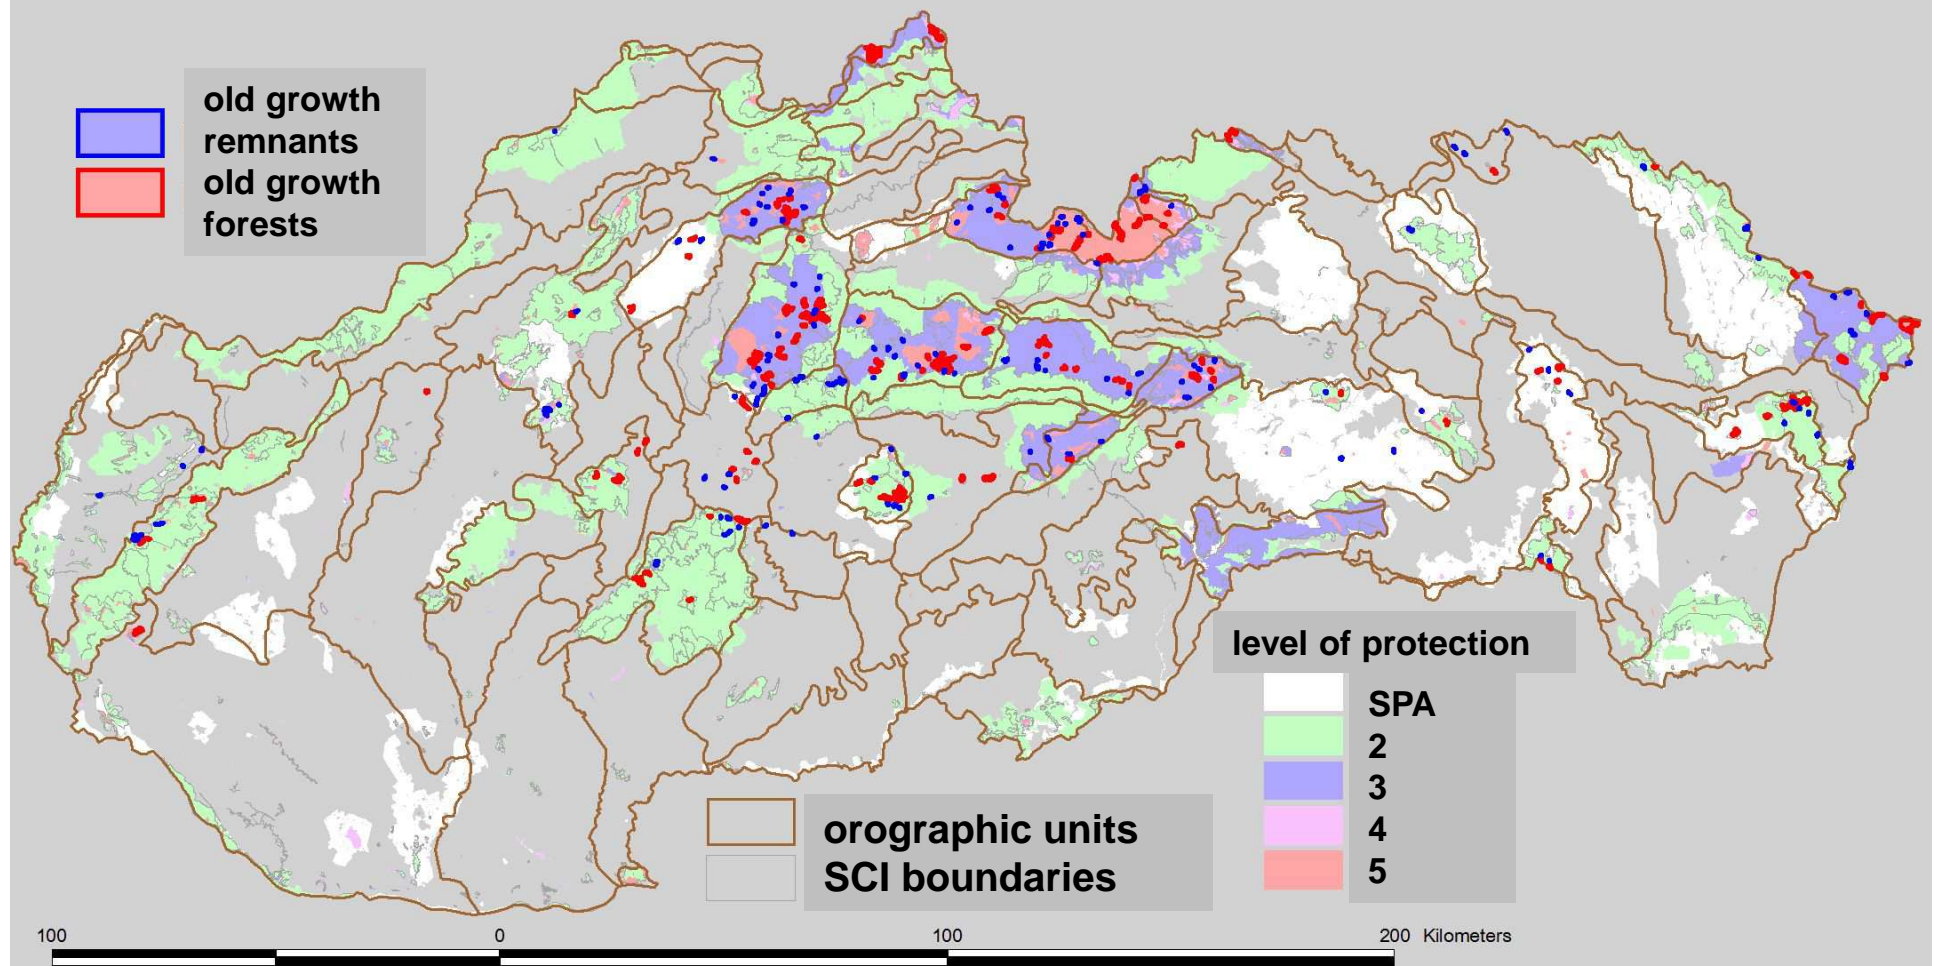 old growth
remnants
old growth
forests
level of protection
SPA
2
3
4
5
orographic units
SCI boundaries
100 0 100 200 Kilometers